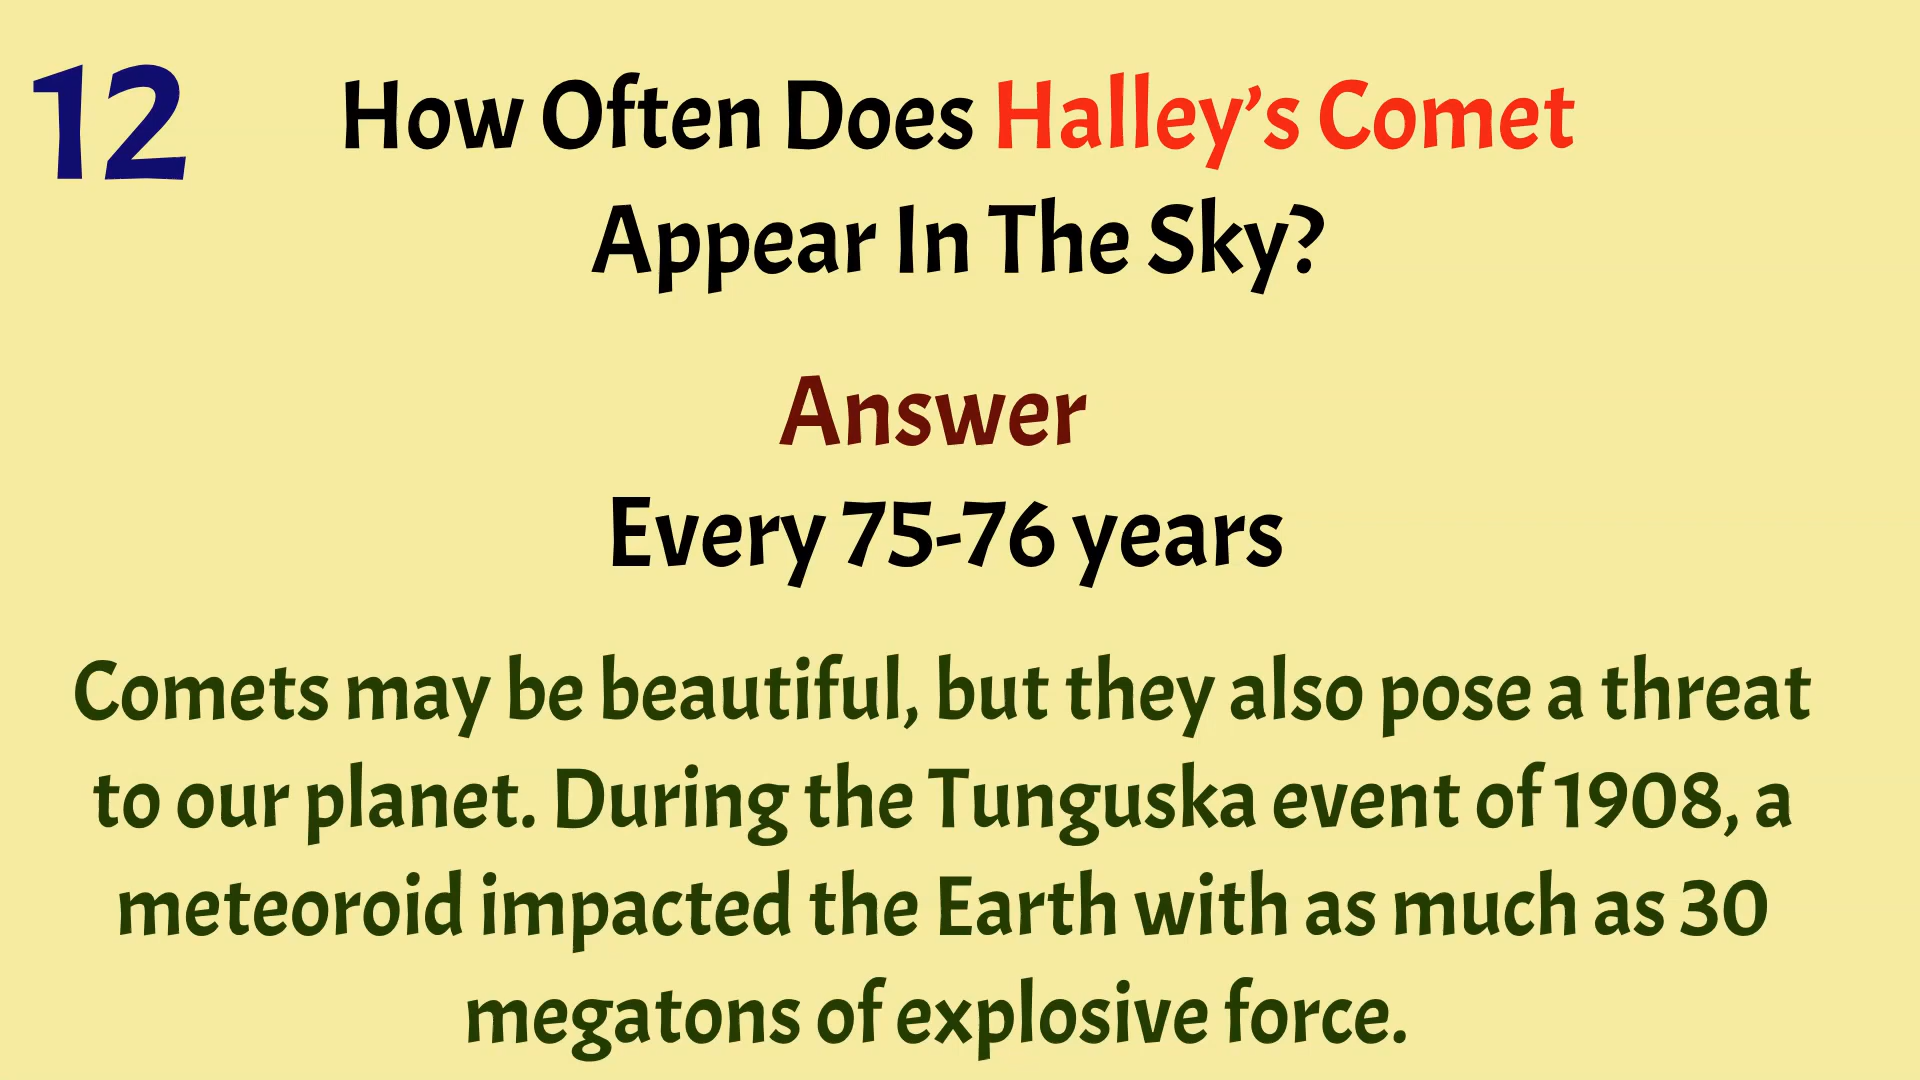 12
How Often Does Halley’s Comet
Appear In The Sky?
Answer
Every 75-76 years
Comets may be beautiful, but they also pose a threat
to our planet. During the Tunguska event of 1908, a
meteoroid impacted the Earth with as much as 30
megatons of explosive force.